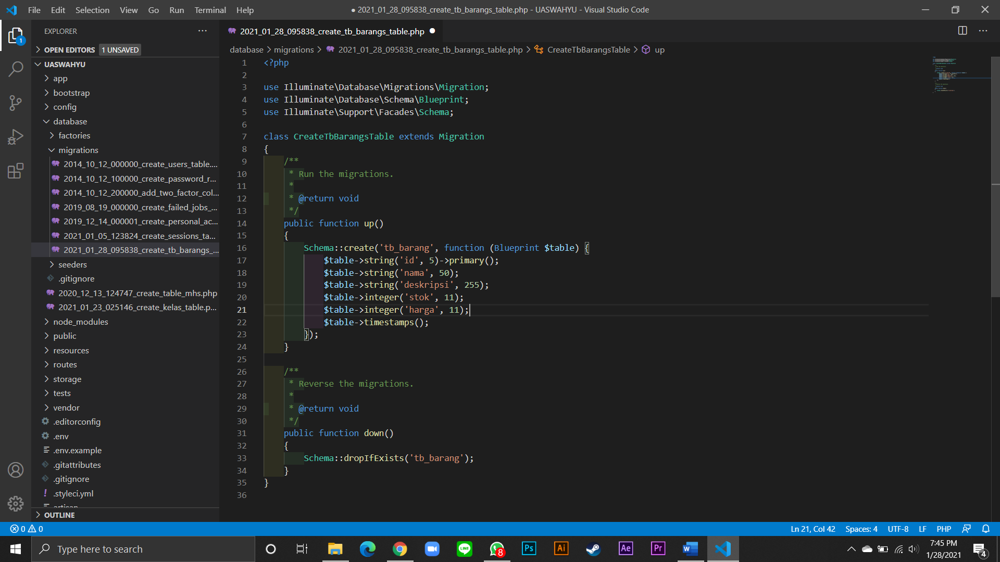 File Edit Selection View Go Run Terminal Help
● 2021_01_28_095838_create_tb_barangs_table.php - UASWAHYU - Visual Studio Code
EXPLORER
OPEN EDITORS 1 UNSAVED
UASWAHYU
app
bootstrap
config
database
factories
migrations
2014_10_12_000000_create_users_table....
2014_10_12_100000_create_password_r...
2014_10_12_200000_add_two_factor_col...
2019_08_19_000000_create_failed_jobs_...
2019_12_14_000001_create_personal_ac...
2021_01_05_123824_create_sessions_ta...
2021_01_28_095838_create_tb_barangs_...
seeders
.gitignore
2020_12_13_124747_create_table_mhs.php
2021_01_23_025146_create_kelas_table.p...
node_modules
public
resources
routes
storage
tests
vendor
.editorconfig
.env
.env.example
.gitattributes
.gitignore
.styleci.yml
artisan
OUTLINE
1
2021_01_28_095838_create_tb_barangs_table.php
database > migrations > 2021_01_28_095838_create_tb_barangs_table.php > CreateTbBarangsTable > up
1 <?php
2
3 use Illuminate\Database\Migrations\Migration;
4 use Illuminate\Database\Schema\Blueprint;
5 use Illuminate\Support\Facades\Schema;
6
7 class CreateTbBarangsTable extends Migration
8 {
9 /**
10 * Run the migrations.
11 *
12 * @return void
13 */
14 public function up()
15 {
16 Schema::create('tb_barang', function (Blueprint $table) {
17 $table->string('id', 5)->primary();
18 $table->string('nama', 50);
19 $table->string('deskripsi', 255);
20 $table->integer('stok', 11);
21 $table->integer('harga', 11);
22 $table->timestamps();
23 });
24 }
25
26 /**
27 * Reverse the migrations.
28 *
29 * @return void
30 */
31 public function down()
32 {
33 Schema::dropIfExists('tb_barang');
34 }
35 }
36
0 0
Ln 21, Col 42 Spaces: 4 UTF-8 LF PHP
Type here to search
LINE
8
Ps
Ai
Ae
Pr
W
7:45 PM
1/28/2021
4